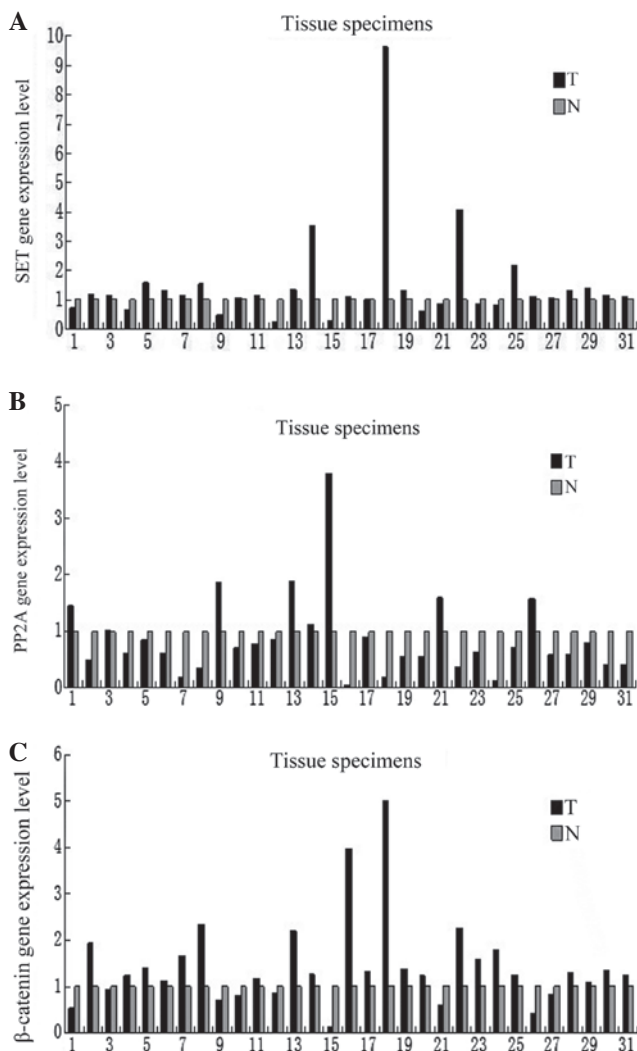 A
Tissue specimens
SET gene expression level
10
9
8
7
6
5
4
3
2
1
0
T
N
1 3 5 7 9 11 13 15 17 19 21 23 25 27 29 31
B
Tissue specimens
PP2A gene expression level
5
4
3
2
1
0
T
N
1 3 5 7 9 11 13 15 17 19 21 23 25 27 29 31
C
Tissue specimens
β-catenin gene expression level
6
5
4
3
2
1
0
T
N
1 3 5 7 9 11 13 15 17 19 21 23 25 27 29 31